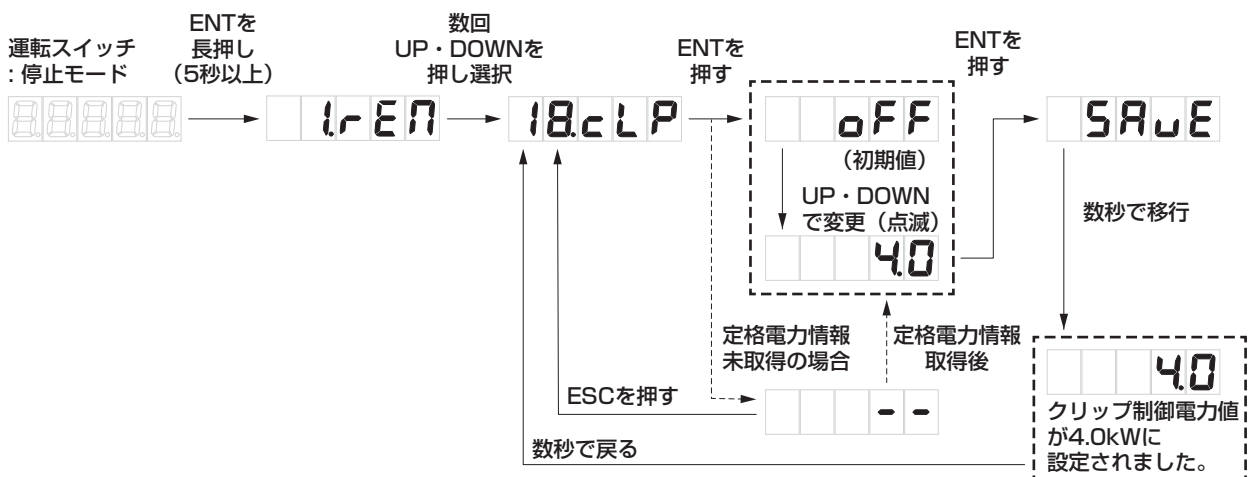 運転スイッチ
: 停止モード
ENTを
長押し
(5秒以上)
1.rEM
数回
UP・DOWNを
押し選択
18.cLP
ENTを
押す
oFF
(初期値)
UP・DOWN
で変更(点滅)
4.0
ENTを
押す
SAvE
数秒で移行
4.0
クリップ制御電力値
が4.0kWに
設定されました。
定格電力情報
未取得の場合
定格電力情報
取得後
--
ESCを押す
数秒で戻る